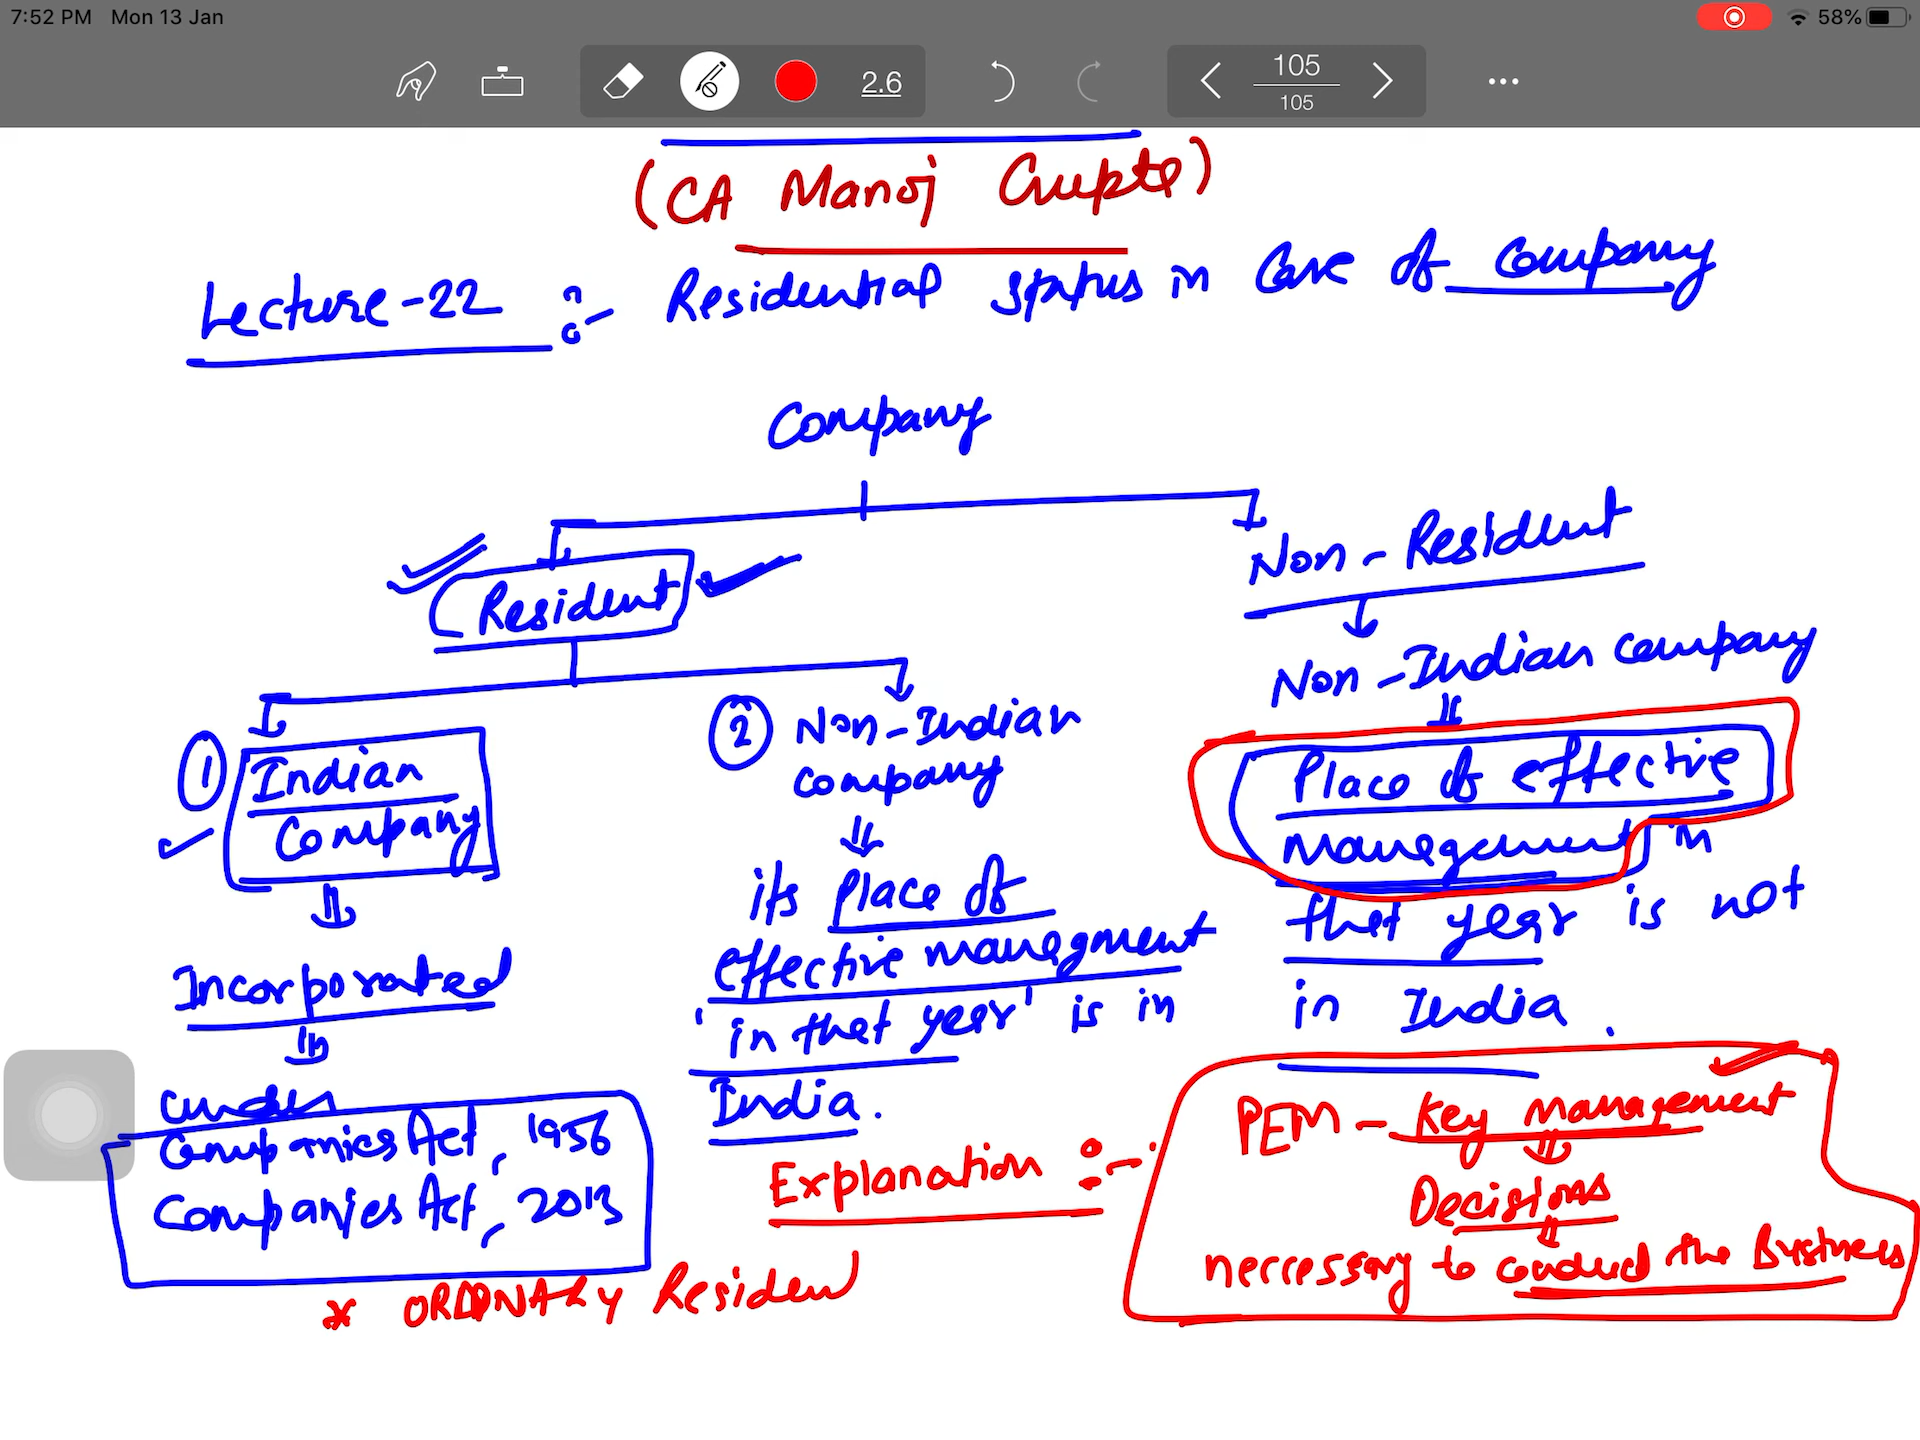 7:52 PM Mon 13 Jan
58%
2.6
105
105
(CA Manoj Gupta)
Lecture-22 :- Residential status in Case of Company
Company
Resident
Non-Resident
Non-Indian company
1 Indian Company
2 Non-Indian company
Place of effective
management in
that year is not
in India.
its place of
effective managment
'in that year' is in
India.
Incorporated
in
under
Companies Act, 1956
Companies Act, 2013
* ORDINARY Resident
Explanation :-
PEM - Key management
Decisions
neccessary to conduct the Business